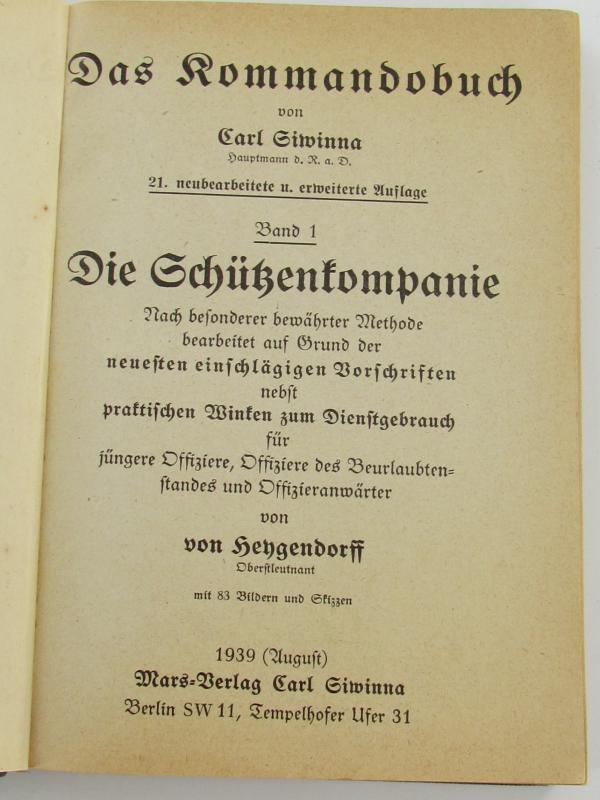 Das Kommandobuch
von
Carl Siwinna
Hauptmann d. R. a. D.
21. neubearbeitete u. erweiterte Auflage
Band 1
Die Schützenkompanie
Nach besonderer bewährter Methode
bearbeitet auf Grund der
neuesten einschlägigen Vorschriften
nebst
praktischen Winken zum Dienstgebrauch
für
jüngere Offiziere, Offiziere des Beurlaubten-
standes und Offizieranwärter
von
von Heygendorff
Oberstleutnant
mit 83 Bildern und Skizzen
1939 (August)
Mars-Verlag Carl Siwinna
Berlin SW 11, Tempelhofer Ufer 31